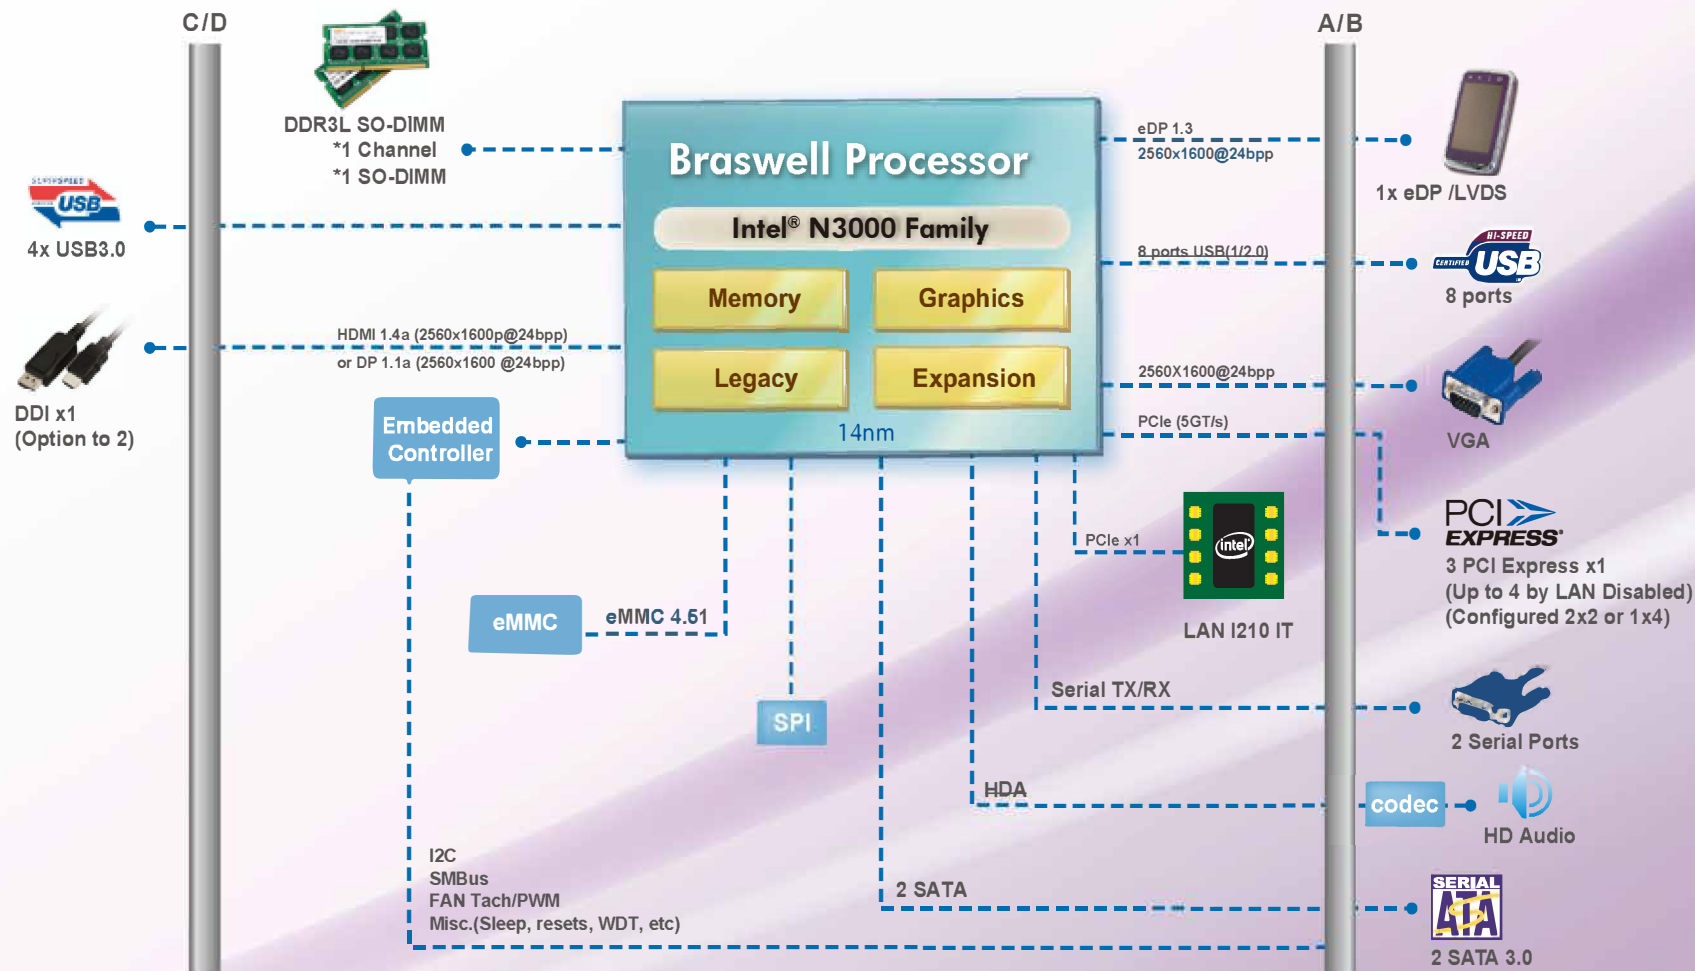 C/D
A/B
DDR3L SO-DIMM
*1 Channel
*1 SO-DIMM
SUPERSPEED
USB
4x USB3.0
HDMI 1.4a (2560x1600p@24bpp)
or DP 1.1a (2560x1600 @24bpp)
DDI x1
(Option to 2)
Embedded
Controller
Braswell Processor
Intel® N3000 Family
Memory
Graphics
Legacy
Expansion
14nm
eDP 1.3
2560x1600@24bpp
1x eDP /LVDS
8 ports USB(1/2.0)
HI-SPEED
CERTIFIED
USB
8 ports
2560X1600@24bpp
VGA
PCIe (5GT/s)
PCI
EXPRESS®
3 PCI Express x1
(Up to 4 by LAN Disabled)
(Configured 2x2 or 1x4)
PCIe x1
intel
LAN I210 IT
eMMC
eMMC 4.51
SPI
Serial TX/RX
2 Serial Ports
HDA
codec
HD Audio
I2C
SMBus
FAN Tach/PWM
Misc.(Sleep, resets, WDT, etc)
2 SATA
SERIAL
ATA
2 SATA 3.0